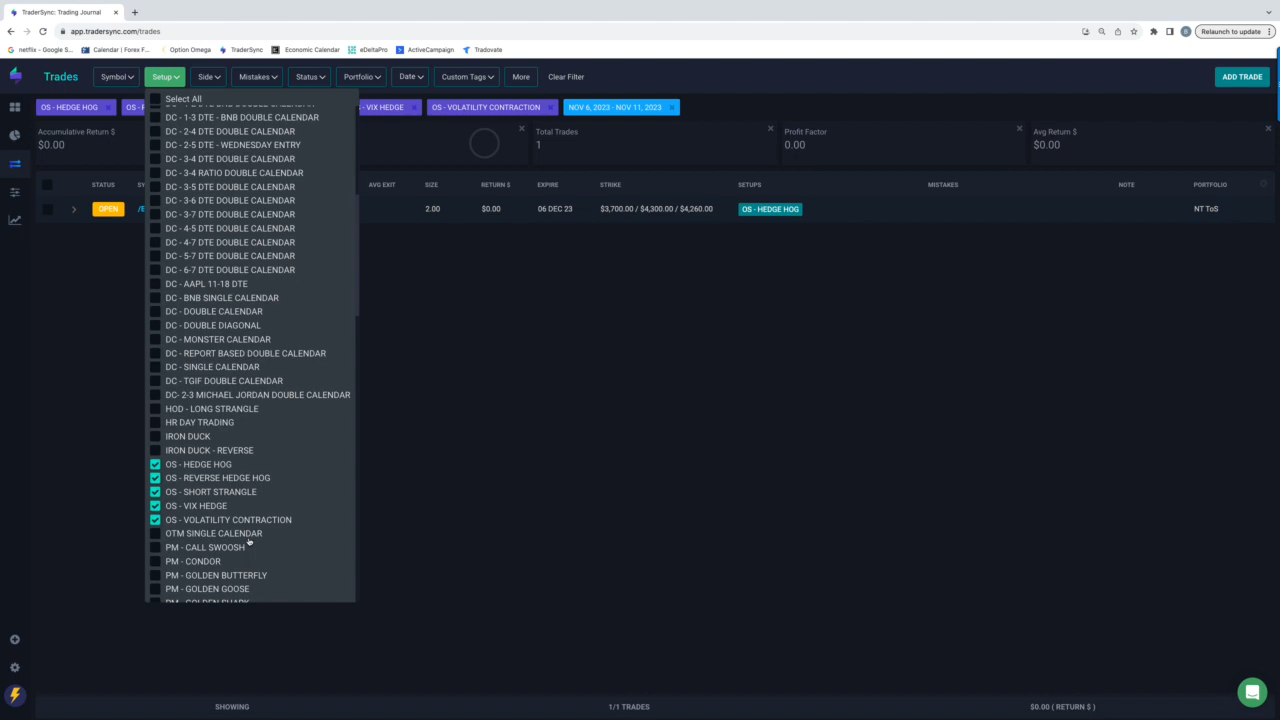 TraderSync: Trading Journal
app.tradersync.com/trades
Relaunch to update
netflix - Google S...
Calendar | Forex F...
Option Omega
TraderSync
Economic Calendar
eDeltaPro
ActiveCampaign
Tradovate
Trades
Symbol
Setup
Side
Mistakes
Status
Portfolio
Date
Custom Tags
More
Clear Filter
ADD TRADE
OS - HEDGE HOG
VIX HEDGE
OS - VOLATILITY CONTRACTION
NOV 6, 2023 - NOV 11, 2023
Accumulative Return $
$0.00
Total Trades
1
Profit Factor
0.00
Avg Return $
$0.00
STATUS
AVG EXIT
SIZE
RETURN $
EXPIRE
STRIKE
SETUPS
MISTAKES
NOTE
PORTFOLIO
OPEN
2.00
$0.00
06 DEC 23
$3,700.00 / $4,300.00 / $4,260.00
OS - HEDGE HOG
NT ToS
Select All
DC - 1-3 DTE - BNB DOUBLE CALENDAR
DC - 2-4 DTE DOUBLE CALENDAR
DC - 2-5 DTE - WEDNESDAY ENTRY
DC - 3-4 DTE DOUBLE CALENDAR
DC - 3-4 RATIO DOUBLE CALENDAR
DC - 3-5 DTE DOUBLE CALENDAR
DC - 3-6 DTE DOUBLE CALENDAR
DC - 3-7 DTE DOUBLE CALENDAR
DC - 4-5 DTE DOUBLE CALENDAR
DC - 4-7 DTE DOUBLE CALENDAR
DC - 5-7 DTE DOUBLE CALENDAR
DC - 6-7 DTE DOUBLE CALENDAR
DC - AAPL 11-18 DTE
DC - BNB SINGLE CALENDAR
DC - DOUBLE CALENDAR
DC - DOUBLE DIAGONAL
DC - MONSTER CALENDAR
DC - REPORT BASED DOUBLE CALENDAR
DC - SINGLE CALENDAR
DC - TGIF DOUBLE CALENDAR
DC- 2-3 MICHAEL JORDAN DOUBLE CALENDAR
HOD - LONG STRANGLE
HR DAY TRADING
IRON DUCK
IRON DUCK - REVERSE
OS - HEDGE HOG
OS - REVERSE HEDGE HOG
OS - SHORT STRANGLE
OS - VIX HEDGE
OS - VOLATILITY CONTRACTION
OTM SINGLE CALENDAR
PM - CALL SWOOSH
PM - CONDOR
PM - GOLDEN BUTTERFLY
PM - GOLDEN GOOSE
PM - GOLDEN SHARK
SHOWING
1/1 TRADES
$0.00 ( RETURN $ )